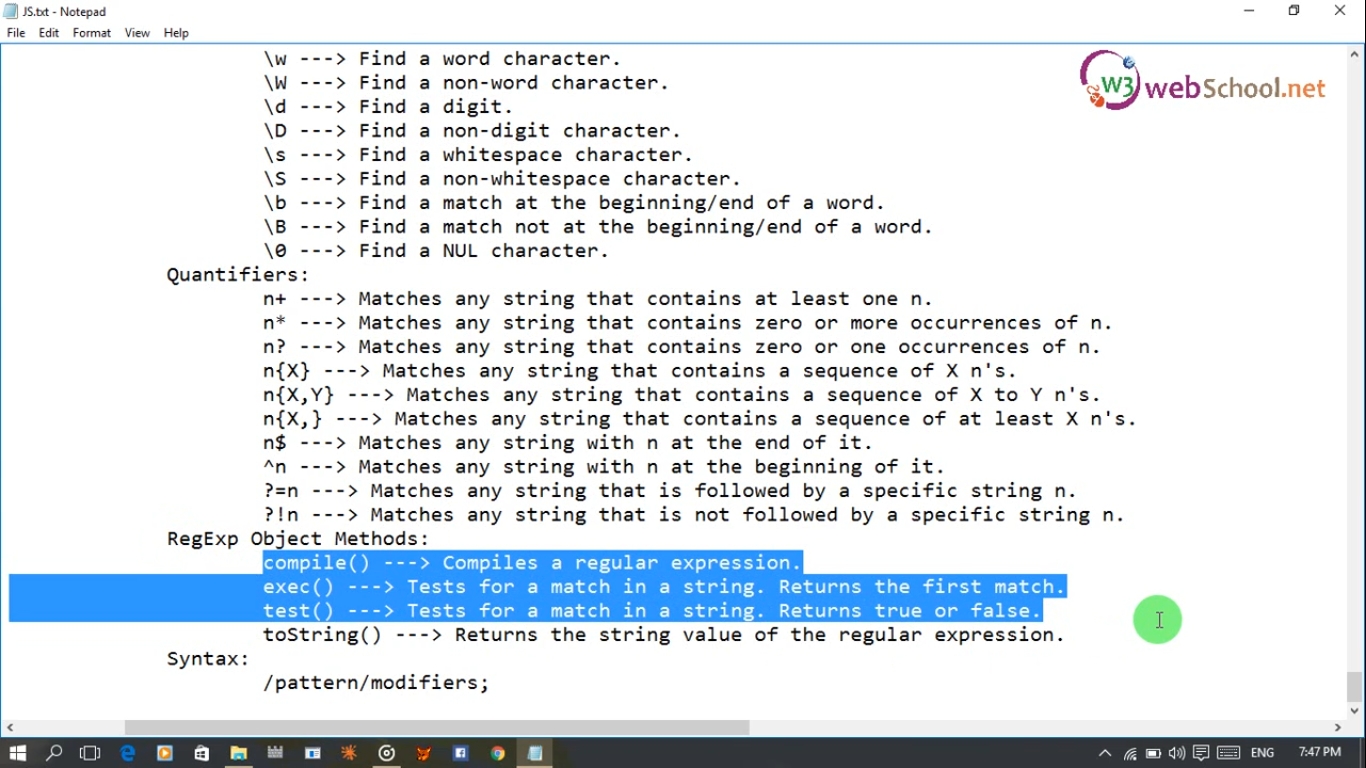 JS.txt - Notepad
File Edit Format View Help
\w ---> Find a word character.
\W ---> Find a non-word character.
\d ---> Find a digit.
\D ---> Find a non-digit character.
\s ---> Find a whitespace character.
\S ---> Find a non-whitespace character.
\b ---> Find a match at the beginning/end of a word.
\B ---> Find a match not at the beginning/end of a word.
\0 ---> Find a NUL character.
Quantifiers:
n+ ---> Matches any string that contains at least one n.
n* ---> Matches any string that contains zero or more occurrences of n.
n? ---> Matches any string that contains zero or one occurrences of n.
n{X} ---> Matches any string that contains a sequence of X n's.
n{X,Y} ---> Matches any string that contains a sequence of X to Y n's.
n{X,} ---> Matches any string that contains a sequence of at least X n's.
n$ ---> Matches any string with n at the end of it.
^n ---> Matches any string with n at the beginning of it.
?=n ---> Matches any string that is followed by a specific string n.
?!n ---> Matches any string that is not followed by a specific string n.
RegExp Object Methods:
compile() ---> Compiles a regular expression.
exec() ---> Tests for a match in a string. Returns the first match.
test() ---> Tests for a match in a string. Returns true or false.
toString() ---> Returns the string value of the regular expression.
Syntax:
/pattern/modifiers;
W3 webSchool.net
ENG 7:47 PM